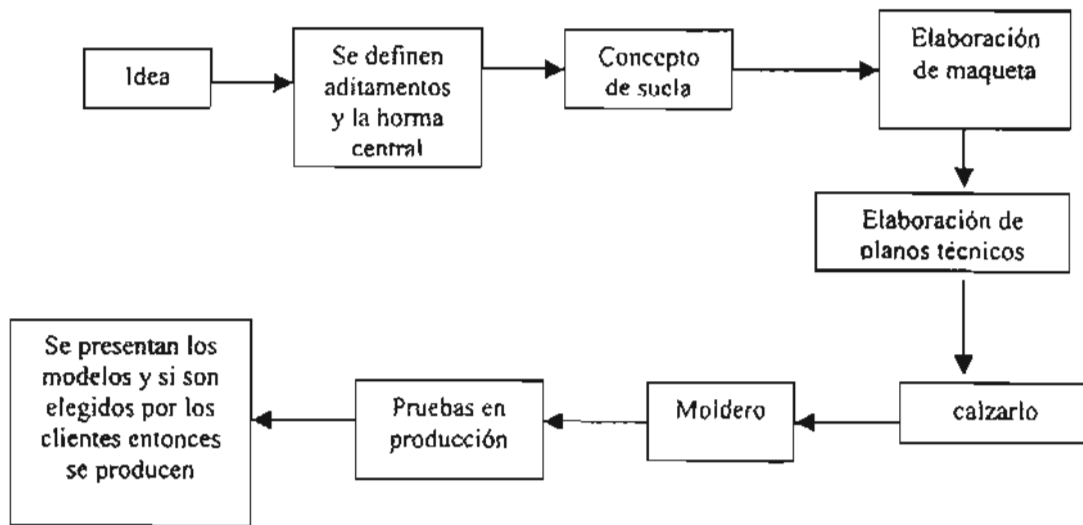 Idea
Se definen
aditamentos
y la horma
central
Concepto
de sucla
Elaboración
de maqueta
Elaboración de
planos técnicos
calzarlo
Moldero
Pruebas en
producción
Se presentan los
modelos y si son
elegidos por los
clientes entonces
se producen